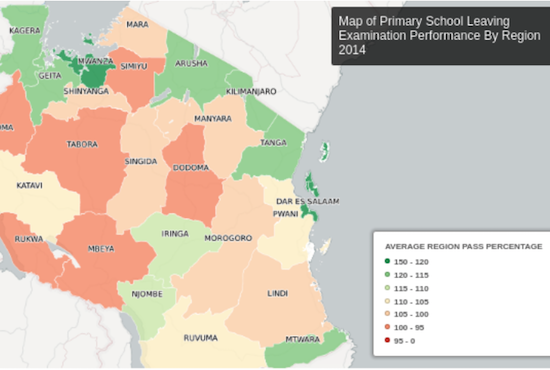 Map of Primary School Leaving
Examination Performance By Region
2014
KAGERA
MARA
MWANZA
GEITA
SIMIYU
ARUSHA
SHINYANGA
KILIMANJARO
MANYARA
OMA
TABORA
TANGA
SINGIDA
DODOMA
KATAVI
DAR ES SALAAM
PWANI
IRINGA
MOROGORO
RUKWA
MBEYA
NJOMBE
LINDI
RUVUMA
MTWARA
AVERAGE REGION PASS PERCENTAGE
150 - 120
120 - 115
115 - 110
110 - 105
105 - 100
100 - 95
95 - 0